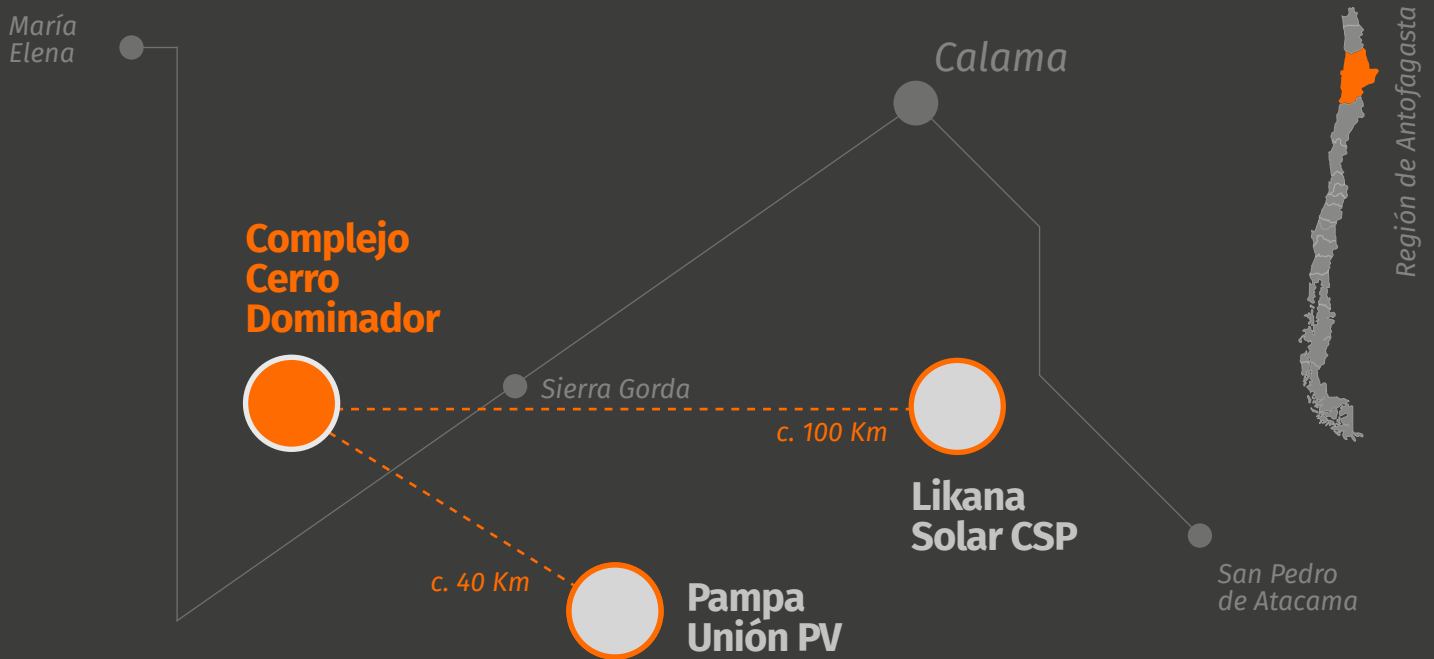 María
Elena
Calama
Región de Antofagasta
Complejo
Cerro
Dominador
Sierra Gorda
c. 100 Km
Likana
Solar CSP
c. 40 Km
Pampa
Unión PV
San Pedro
de Atacama